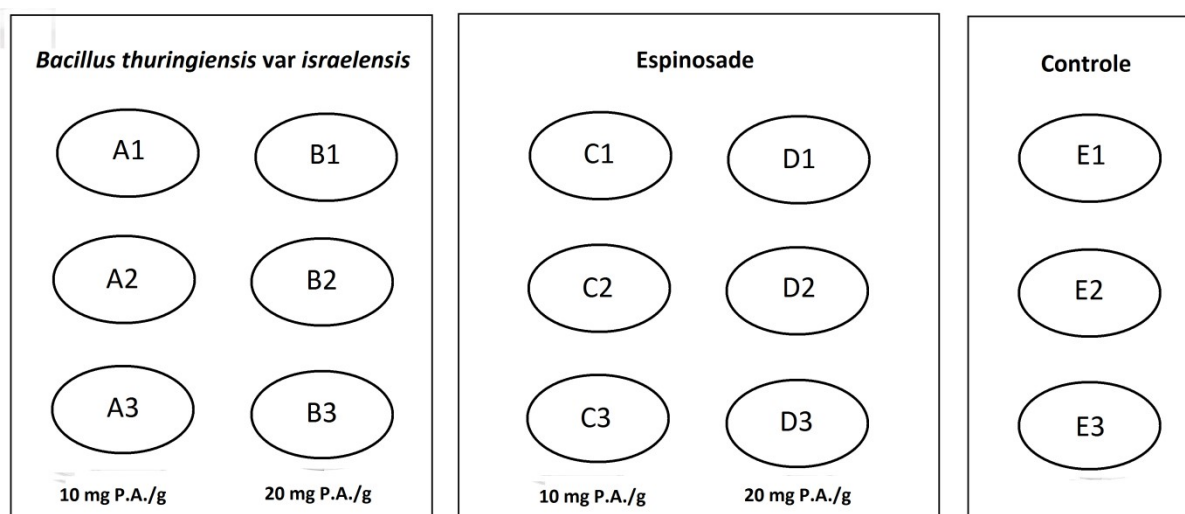 Bacillus thuringiensis var israelensis
A1 B1
A2 B2
A3 B3
10 mg P.A./g 20 mg P.A./g
Espinosade
C1 D1
C2 D2
C3 D3
10 mg P.A./g 20 mg P.A./g
Controle
E1
E2
E3